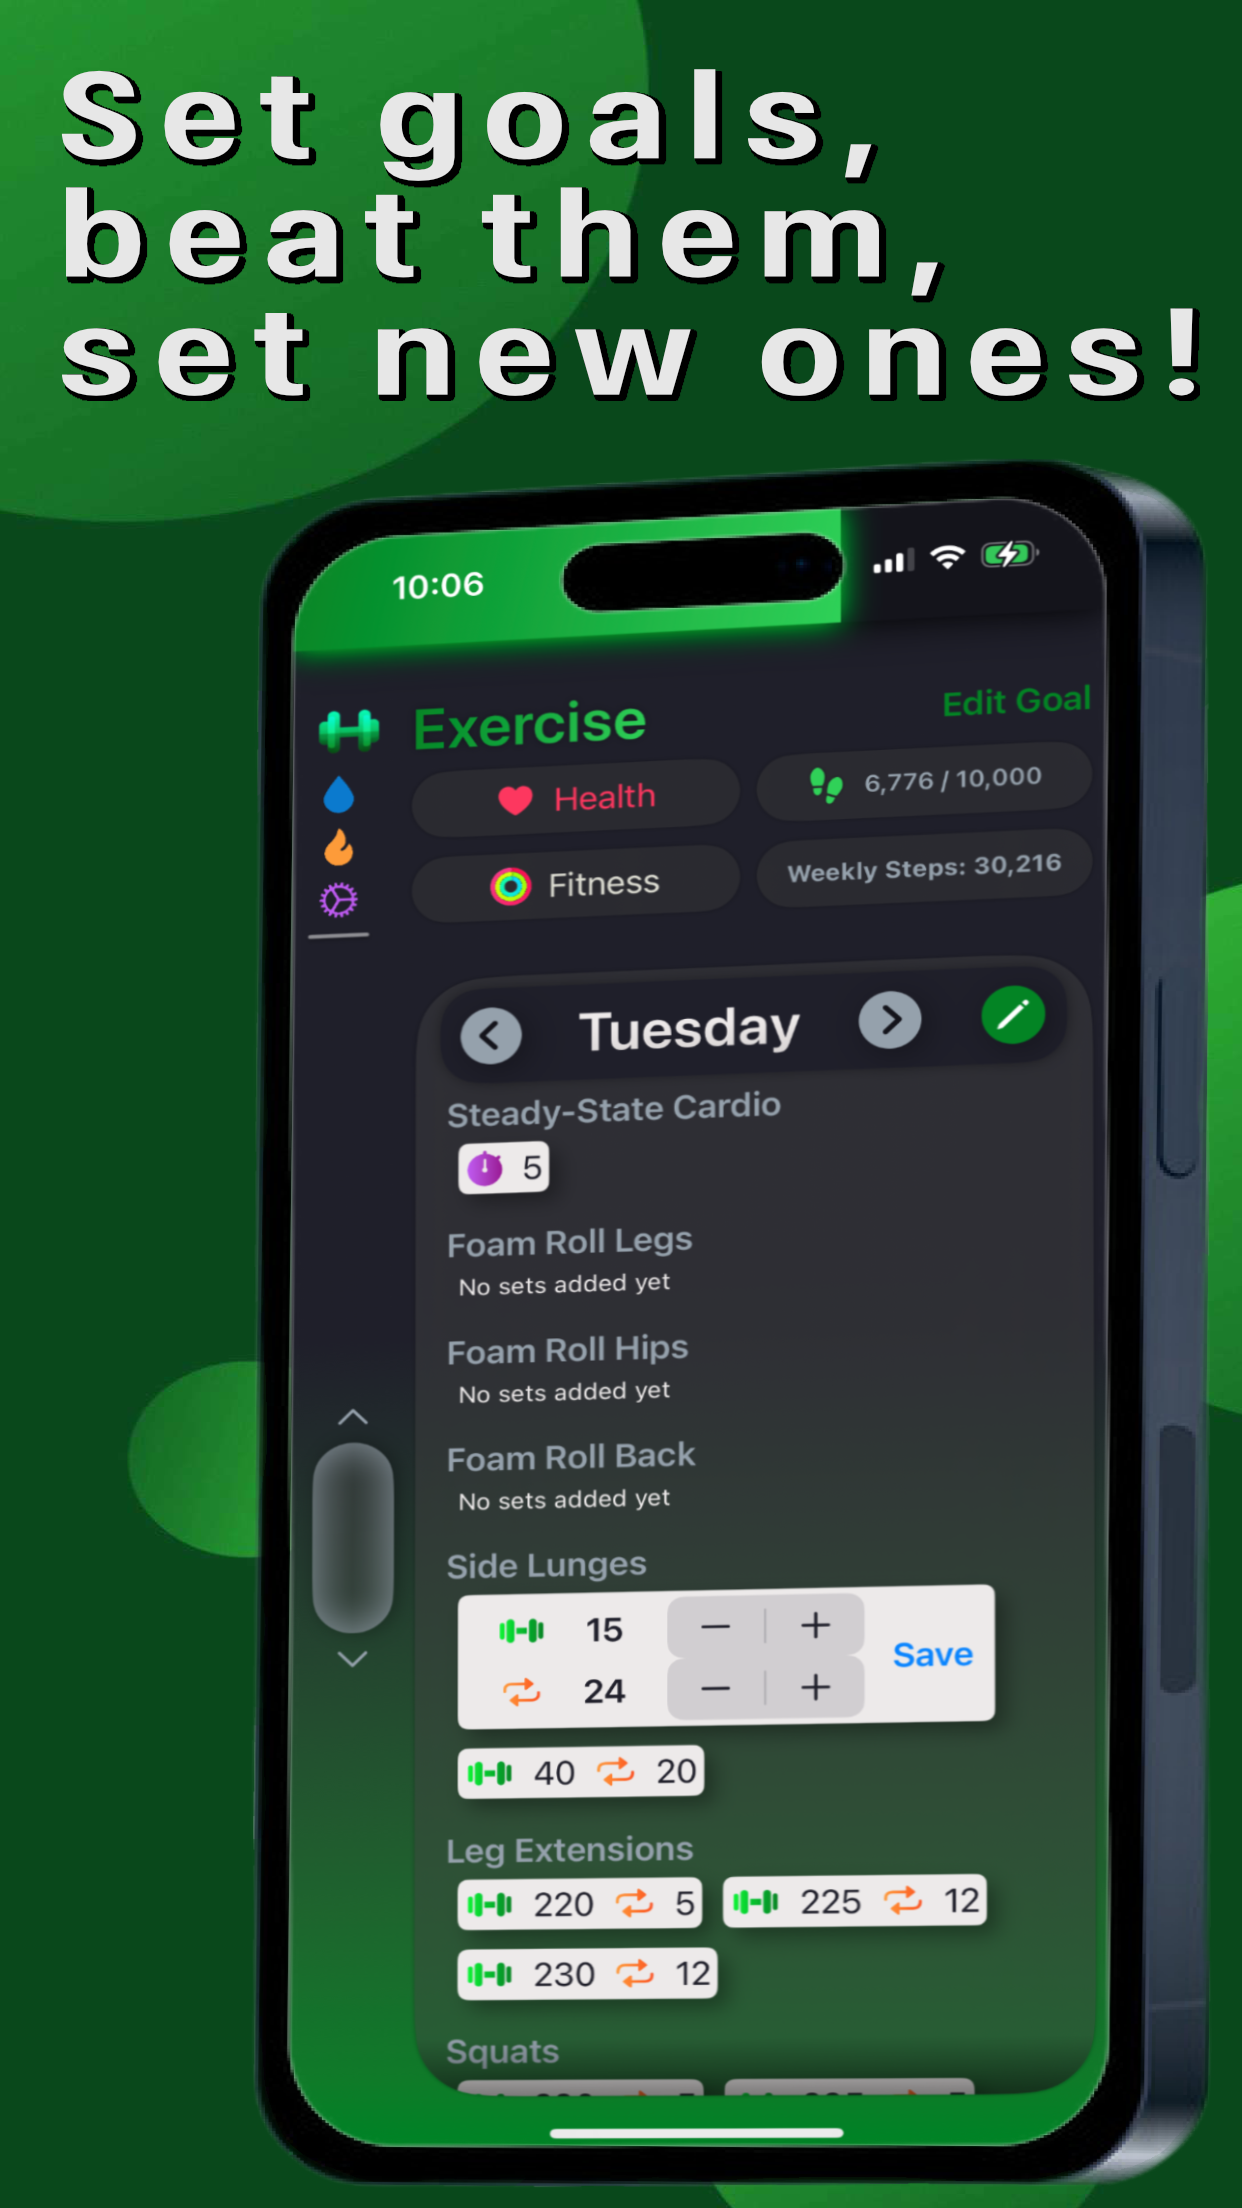 Set goals,
beat them,
set new ones!
10:06
Exercise
Edit Goal
Health
6,776 / 10,000
Fitness
Weekly Steps: 30,216
Tuesday
Steady-State Cardio
5
Foam Roll Legs
No sets added yet
Foam Roll Hips
No sets added yet
Foam Roll Back
No sets added yet
Side Lunges
15
Save
24
40 20
Leg Extensions
220 5 225 12
230 12
Squats